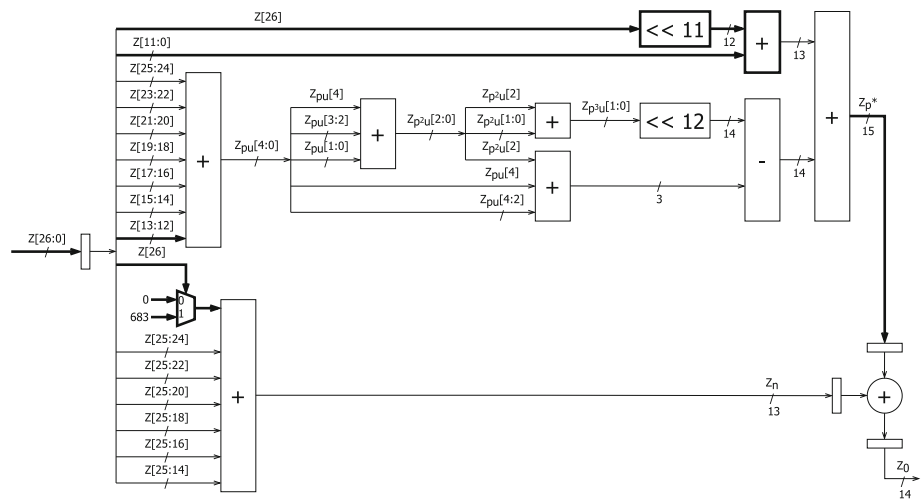 Z[26]
<< 11
12
+
13
Z[11:0]
Z[25:24]
Z[23:22]
Z[21:20]
Z[19:18]
Z[17:16]
Z[15:14]
Z[13:12]
+
Zpu[4:0]
Zpu[4]
Zpu[3:2]
Zpu[1:0]
+
Zp²u[2:0]
Zp²u[2]
Zp²u[1:0]
Zp²u[2]
+
Zp³u[1:0]
<< 12
14
Zpu[4]
Zpu[4:2]
+
3
-
14
+
Zp*
15
Z[26:0]
Z[26]
0
683
0
1
Z[25:24]
Z[25:22]
Z[25:20]
Z[25:18]
Z[25:16]
Z[25:14]
+
Zn
13
+
Z0
14